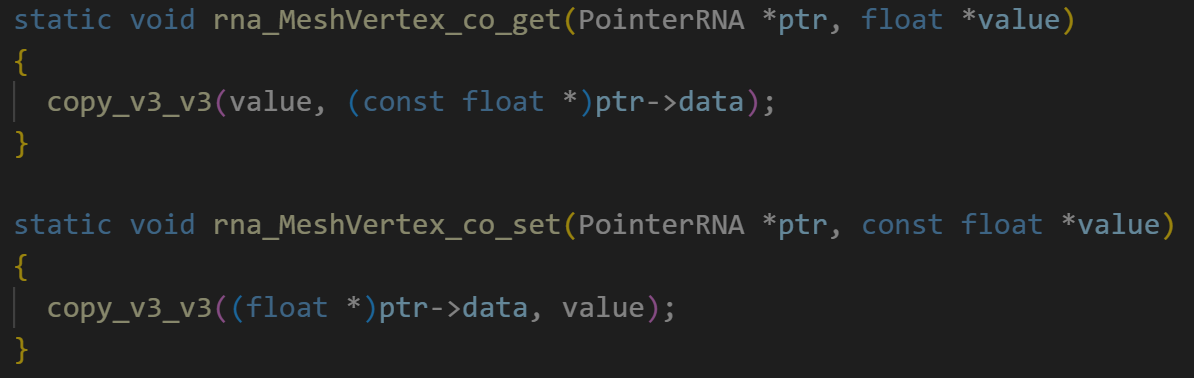 static void rna_MeshVertex_co_get(PointerRNA *ptr, float *value)
{
  copy_v3_v3(value, (const float *)ptr->data);
}
static void rna_MeshVertex_co_set(PointerRNA *ptr, const float *value)
{
  copy_v3_v3((float *)ptr->data, value);
}